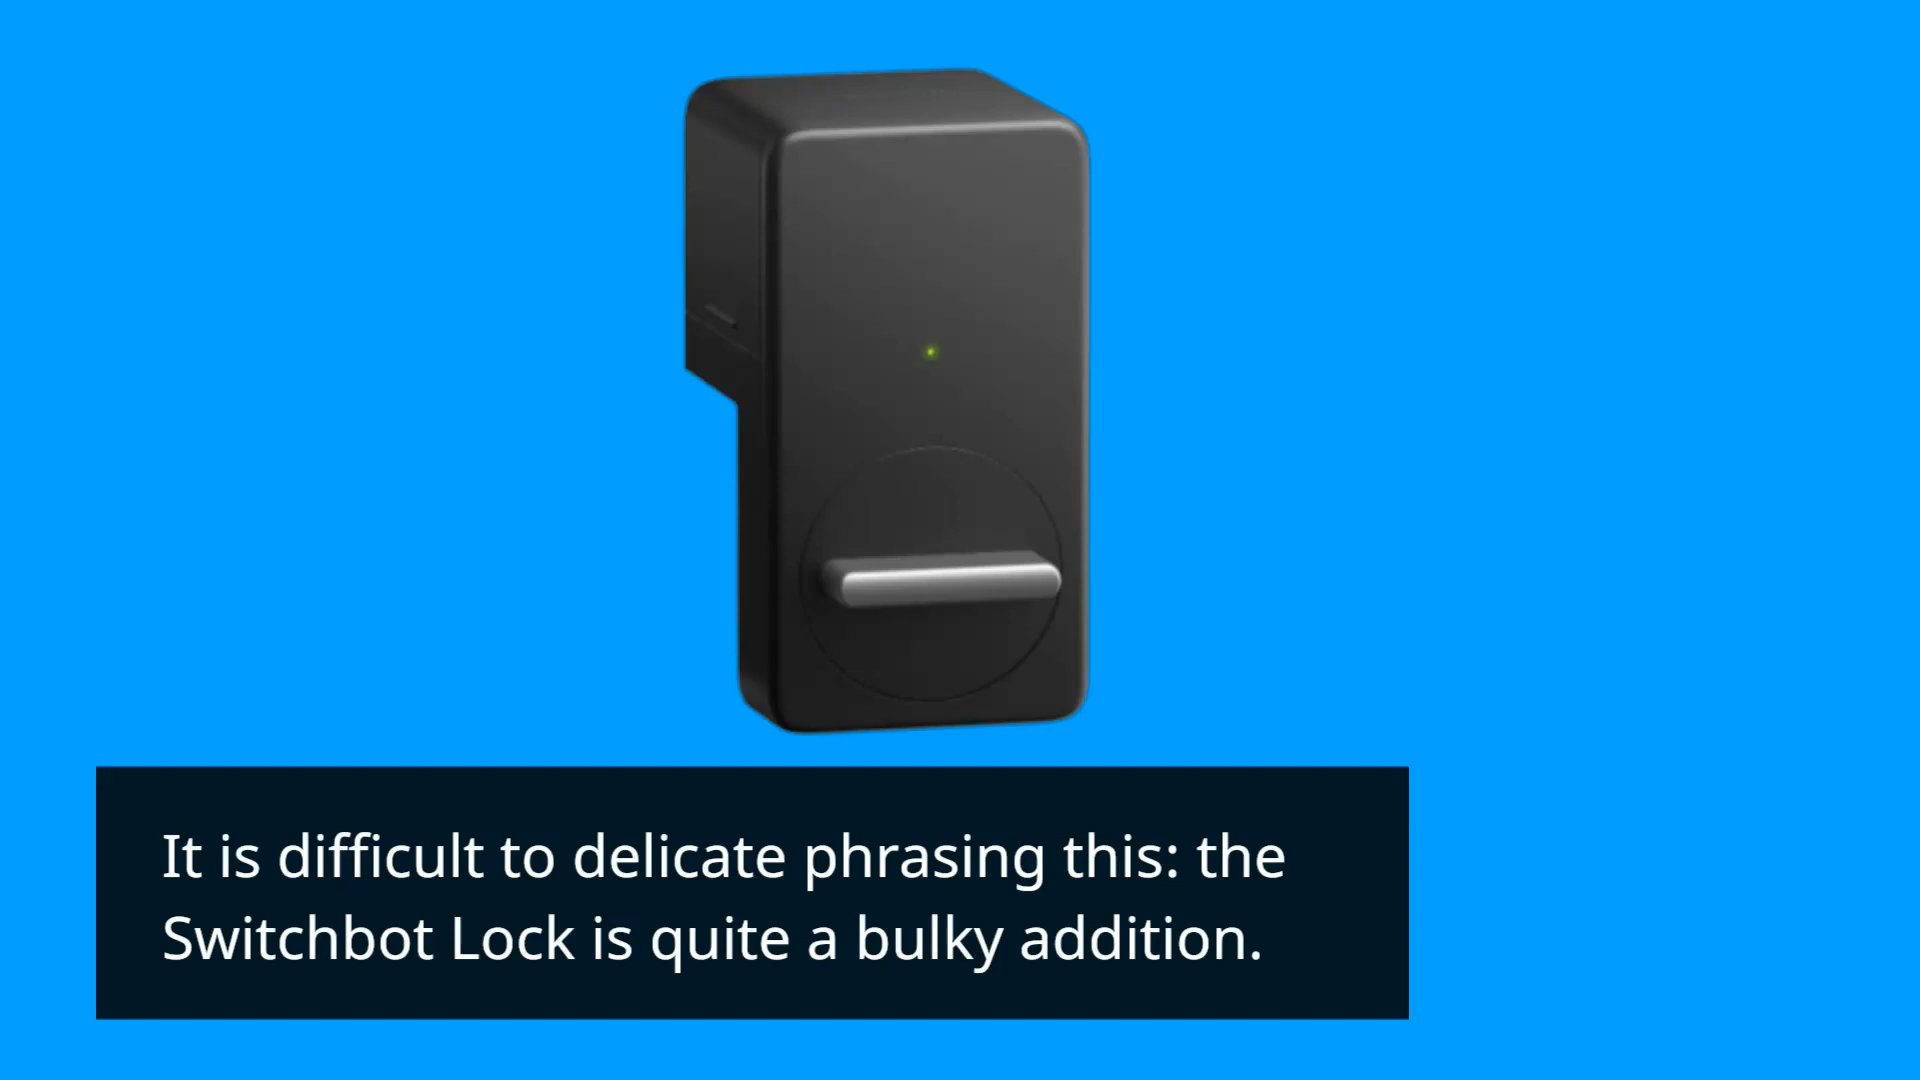 It is difficult to delicate phrasing this: the
Switchbot Lock is quite a bulky addition.